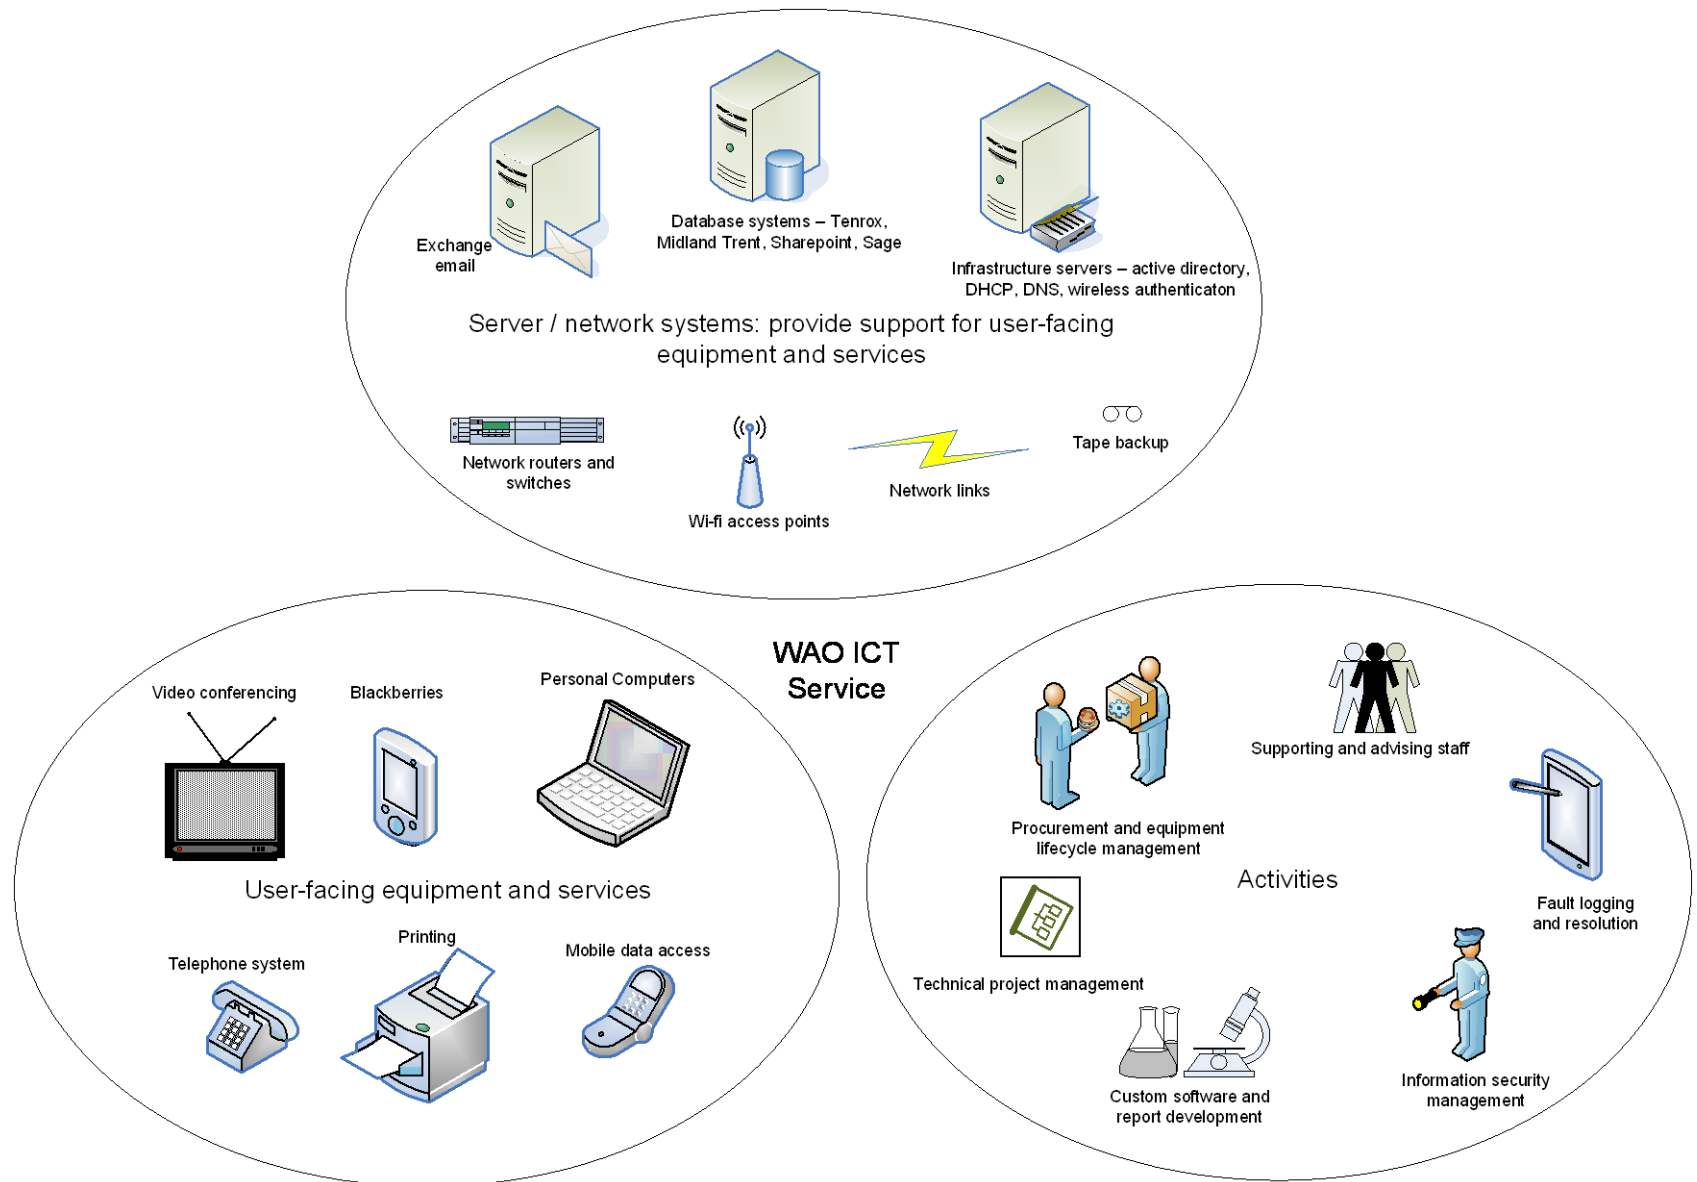 Exchange
email
Database systems – Tenrox,
Midland Trent, Sharepoint, Sage
Infrastructure servers – active directory,
DHCP, DNS, wireless authenticaton
Server / network systems: provide support for user-facing
equipment and services
Network routers and
switches
Wi-fi access points
Network links
Tape backup
WAO ICT
Service
Video conferencing
Blackberries
Personal Computers
User-facing equipment and services
Telephone system
Printing
Mobile data access
Supporting and advising staff
Procurement and equipment
lifecycle management
Activities
Fault logging
and resolution
Technical project management
Custom software and
report development
Information security
management